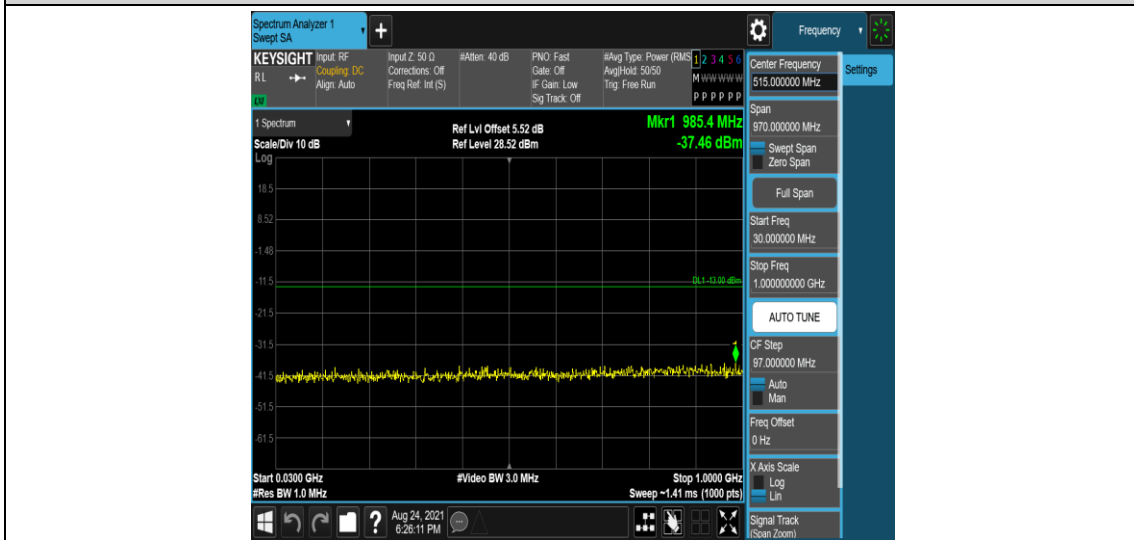 Spectrum Analyzer 1
Swept SA
+
Frequency
KEYSIGHT
RL
LXI
Input: RF
Coupling: DC
Align: Auto
Input Z: 50 Ω
Corrections: Off
Freq Ref: Int (S)
#Atten: 40 dB
PNO: Fast
Gate: Off
IF Gain: Low
Sig Track: Off
#Avg Type: Power (RMS
Avg|Hold: 50/50
Trig: Free Run
1 2 3 4 5 6
M W W W W W
P P P P P P
Center Frequency
515.000000 MHz
Settings
Span
970.000000 MHz
Swept Span
Zero Span
Full Span
Start Freq
30.000000 MHz
Stop Freq
1.000000000 GHz
AUTO TUNE
CF Step
97.000000 MHz
Auto
Man
Freq Offset
0 Hz
X Axis Scale
Log
Lin
Signal Track
(Span Zoom)
1 Spectrum
Scale/Div 10 dB
Log
Ref Lvl Offset 5.52 dB
Ref Level 28.52 dBm
Mkr1 985.4 MHz
-37.46 dBm
18.5
8.52
-1.48
-11.5
DL1 -13.00 dBm
-21.5
-31.5
1
-41.5
-51.5
-61.5
Start 0.0300 GHz
#Res BW 1.0 MHz
#Video BW 3.0 MHz
Stop 1.0000 GHz
Sweep ~1.41 ms (1000 pts)
?
Aug 24, 2021
6:26:11 PM